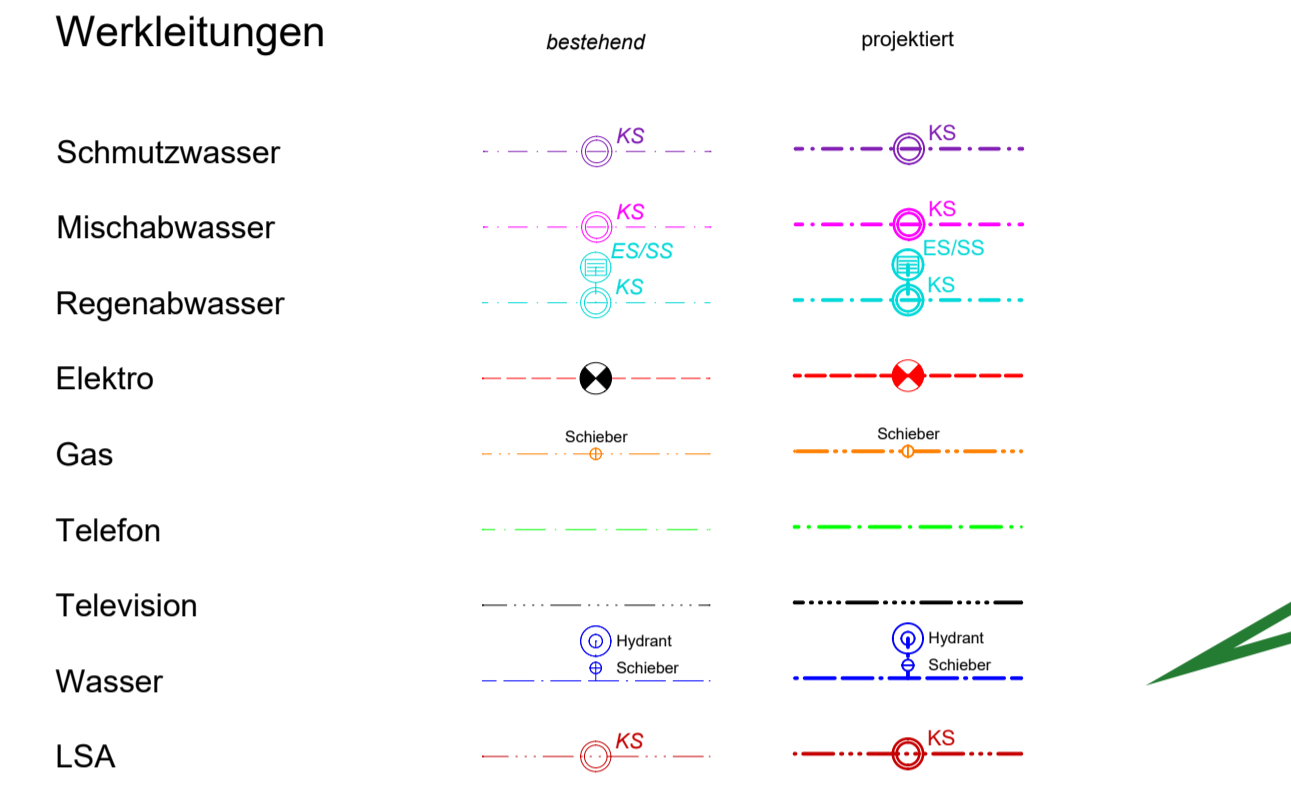 Werkleitungen bestehend projektiert
Schmutzwasser KS KS
Mischabwasser KS KS
ES/SS ES/SS
Regenabwasser KS KS
Elektro
Schieber Schieber
Gas
Telefon
Television
Hydrant Hydrant
Schieber Schieber
Wasser
LSA KS KS